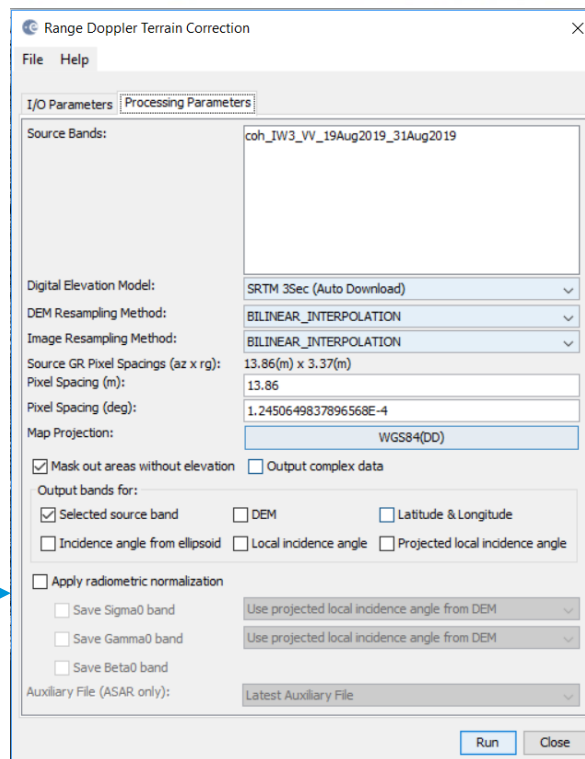 Range Doppler Terrain Correction
File Help
I/O Parameters Processing Parameters
Source Bands:
coh_IW3_VV_19Aug2019_31Aug2019
Digital Elevation Model: SRTM 3Sec (Auto Download)
DEM Resampling Method: BILINEAR_INTERPOLATION
Image Resampling Method: BILINEAR_INTERPOLATION
Source GR Pixel Spacings (az x rg): 13.86(m) x 3.37(m)
Pixel Spacing (m): 13.86
Pixel Spacing (deg): 1.2450649837896568E-4
Map Projection: WGS84(DD)
Mask out areas without elevation Output complex data
Output bands for:
Selected source band DEM Latitude & Longitude
Incidence angle from ellipsoid Local incidence angle Projected local incidence angle
Apply radiometric normalization
Save Sigma0 band Use projected local incidence angle from DEM
Save Gamma0 band Use projected local incidence angle from DEM
Save Beta0 band
Auxiliary File (ASAR only): Latest Auxiliary File
Run Close